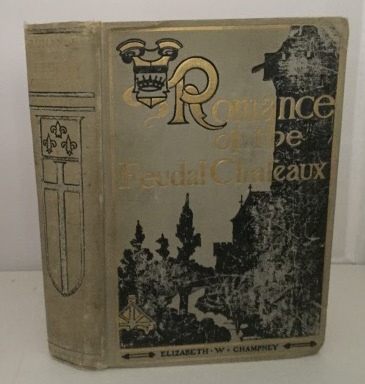 Romance
of the
Feudal Chateaux
ELIZABETH·W·CHAMPNEY